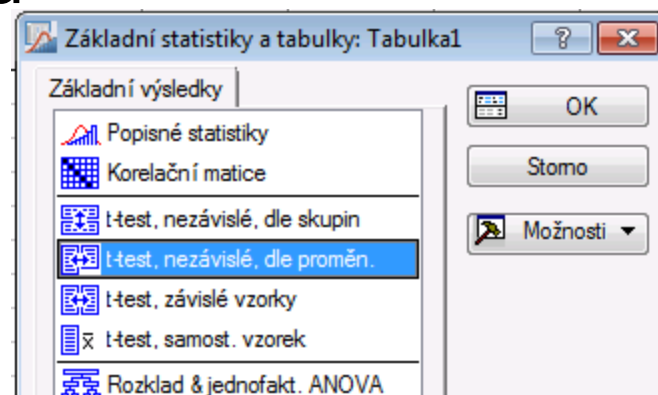 Základní statistiky a tabulky: Tabulka1
Základní výsledky
OK
Popisné statistiky
Korelační matice
Storno
t-test, nezávislé, dle skupin
Možnosti
t-test, nezávislé, dle proměn.
t-test, závislé vzorky
t-test, samost. vzorek
Rozklad & jednofakt. ANOVA